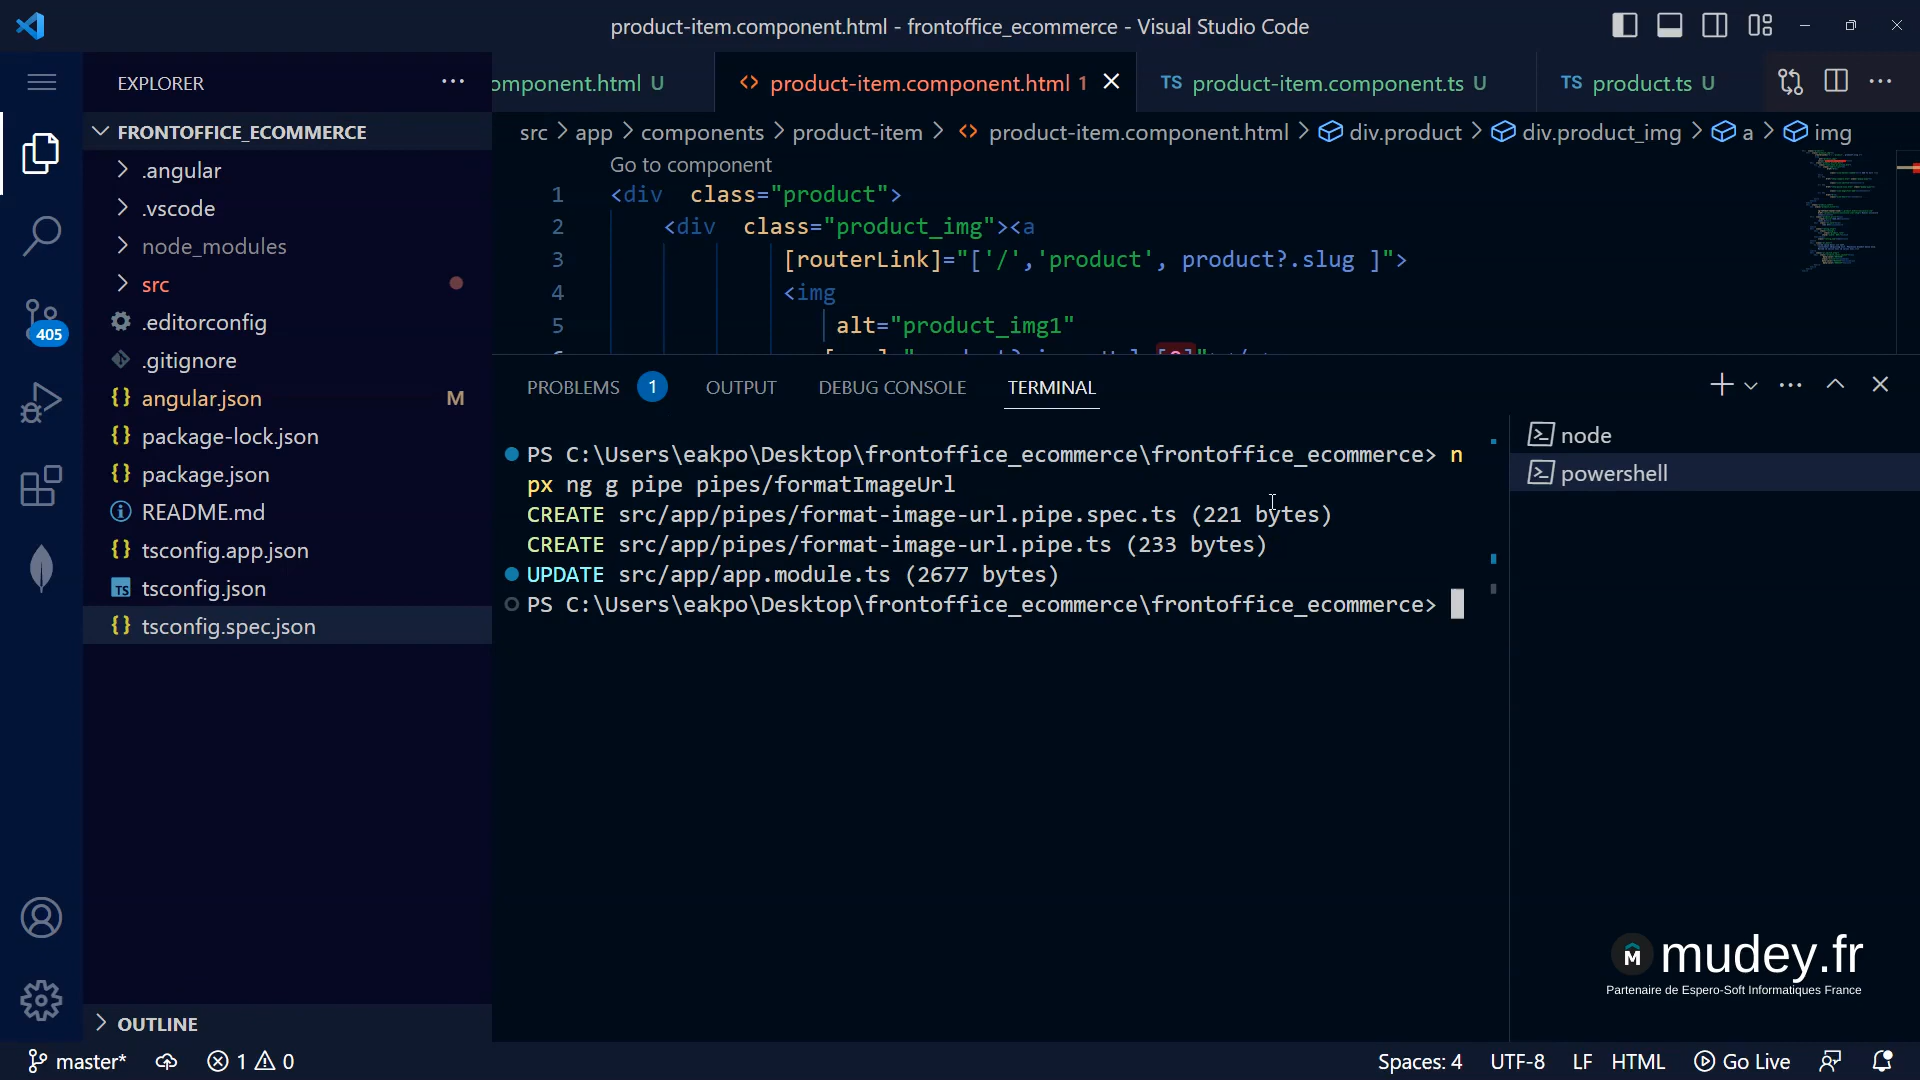 product-item.component.html - frontoffice_ecommerce - Visual Studio Code
EXPLORER
omponent.html U
product-item.component.html 1
TS product-item.component.ts U
TS product.ts U
FRONTOFFICE_ECOMMERCE
src > app > components > product-item > product-item.component.html > div.product > div.product_img > a > img
.angular
.vscode
node_modules
src
.editorconfig
.gitignore
angular.json M
package-lock.json
package.json
README.md
tsconfig.app.json
TS tsconfig.json
tsconfig.spec.json
405
Go to component
1 <div class="product">
2 <div class="product_img"><a
3 [routerLink]="['/','product', product?.slug ]">
4 <img
5 alt="product_img1"
PROBLEMS 1 OUTPUT DEBUG CONSOLE TERMINAL
PS C:\Users\eakpo\Desktop\frontoffice_ecommerce\frontoffice_ecommerce> n
px ng g pipe pipes/formatImageUrl
CREATE src/app/pipes/format-image-url.pipe.spec.ts (221 bytes)
CREATE src/app/pipes/format-image-url.pipe.ts (233 bytes)
UPDATE src/app/app.module.ts (2677 bytes)
PS C:\Users\eakpo\Desktop\frontoffice_ecommerce\frontoffice_ecommerce>
node
powershell
M mudey.fr
Partenaire de Espero-Soft Informatiques France
OUTLINE
master* 1 0
Spaces: 4 UTF-8 LF HTML Go Live